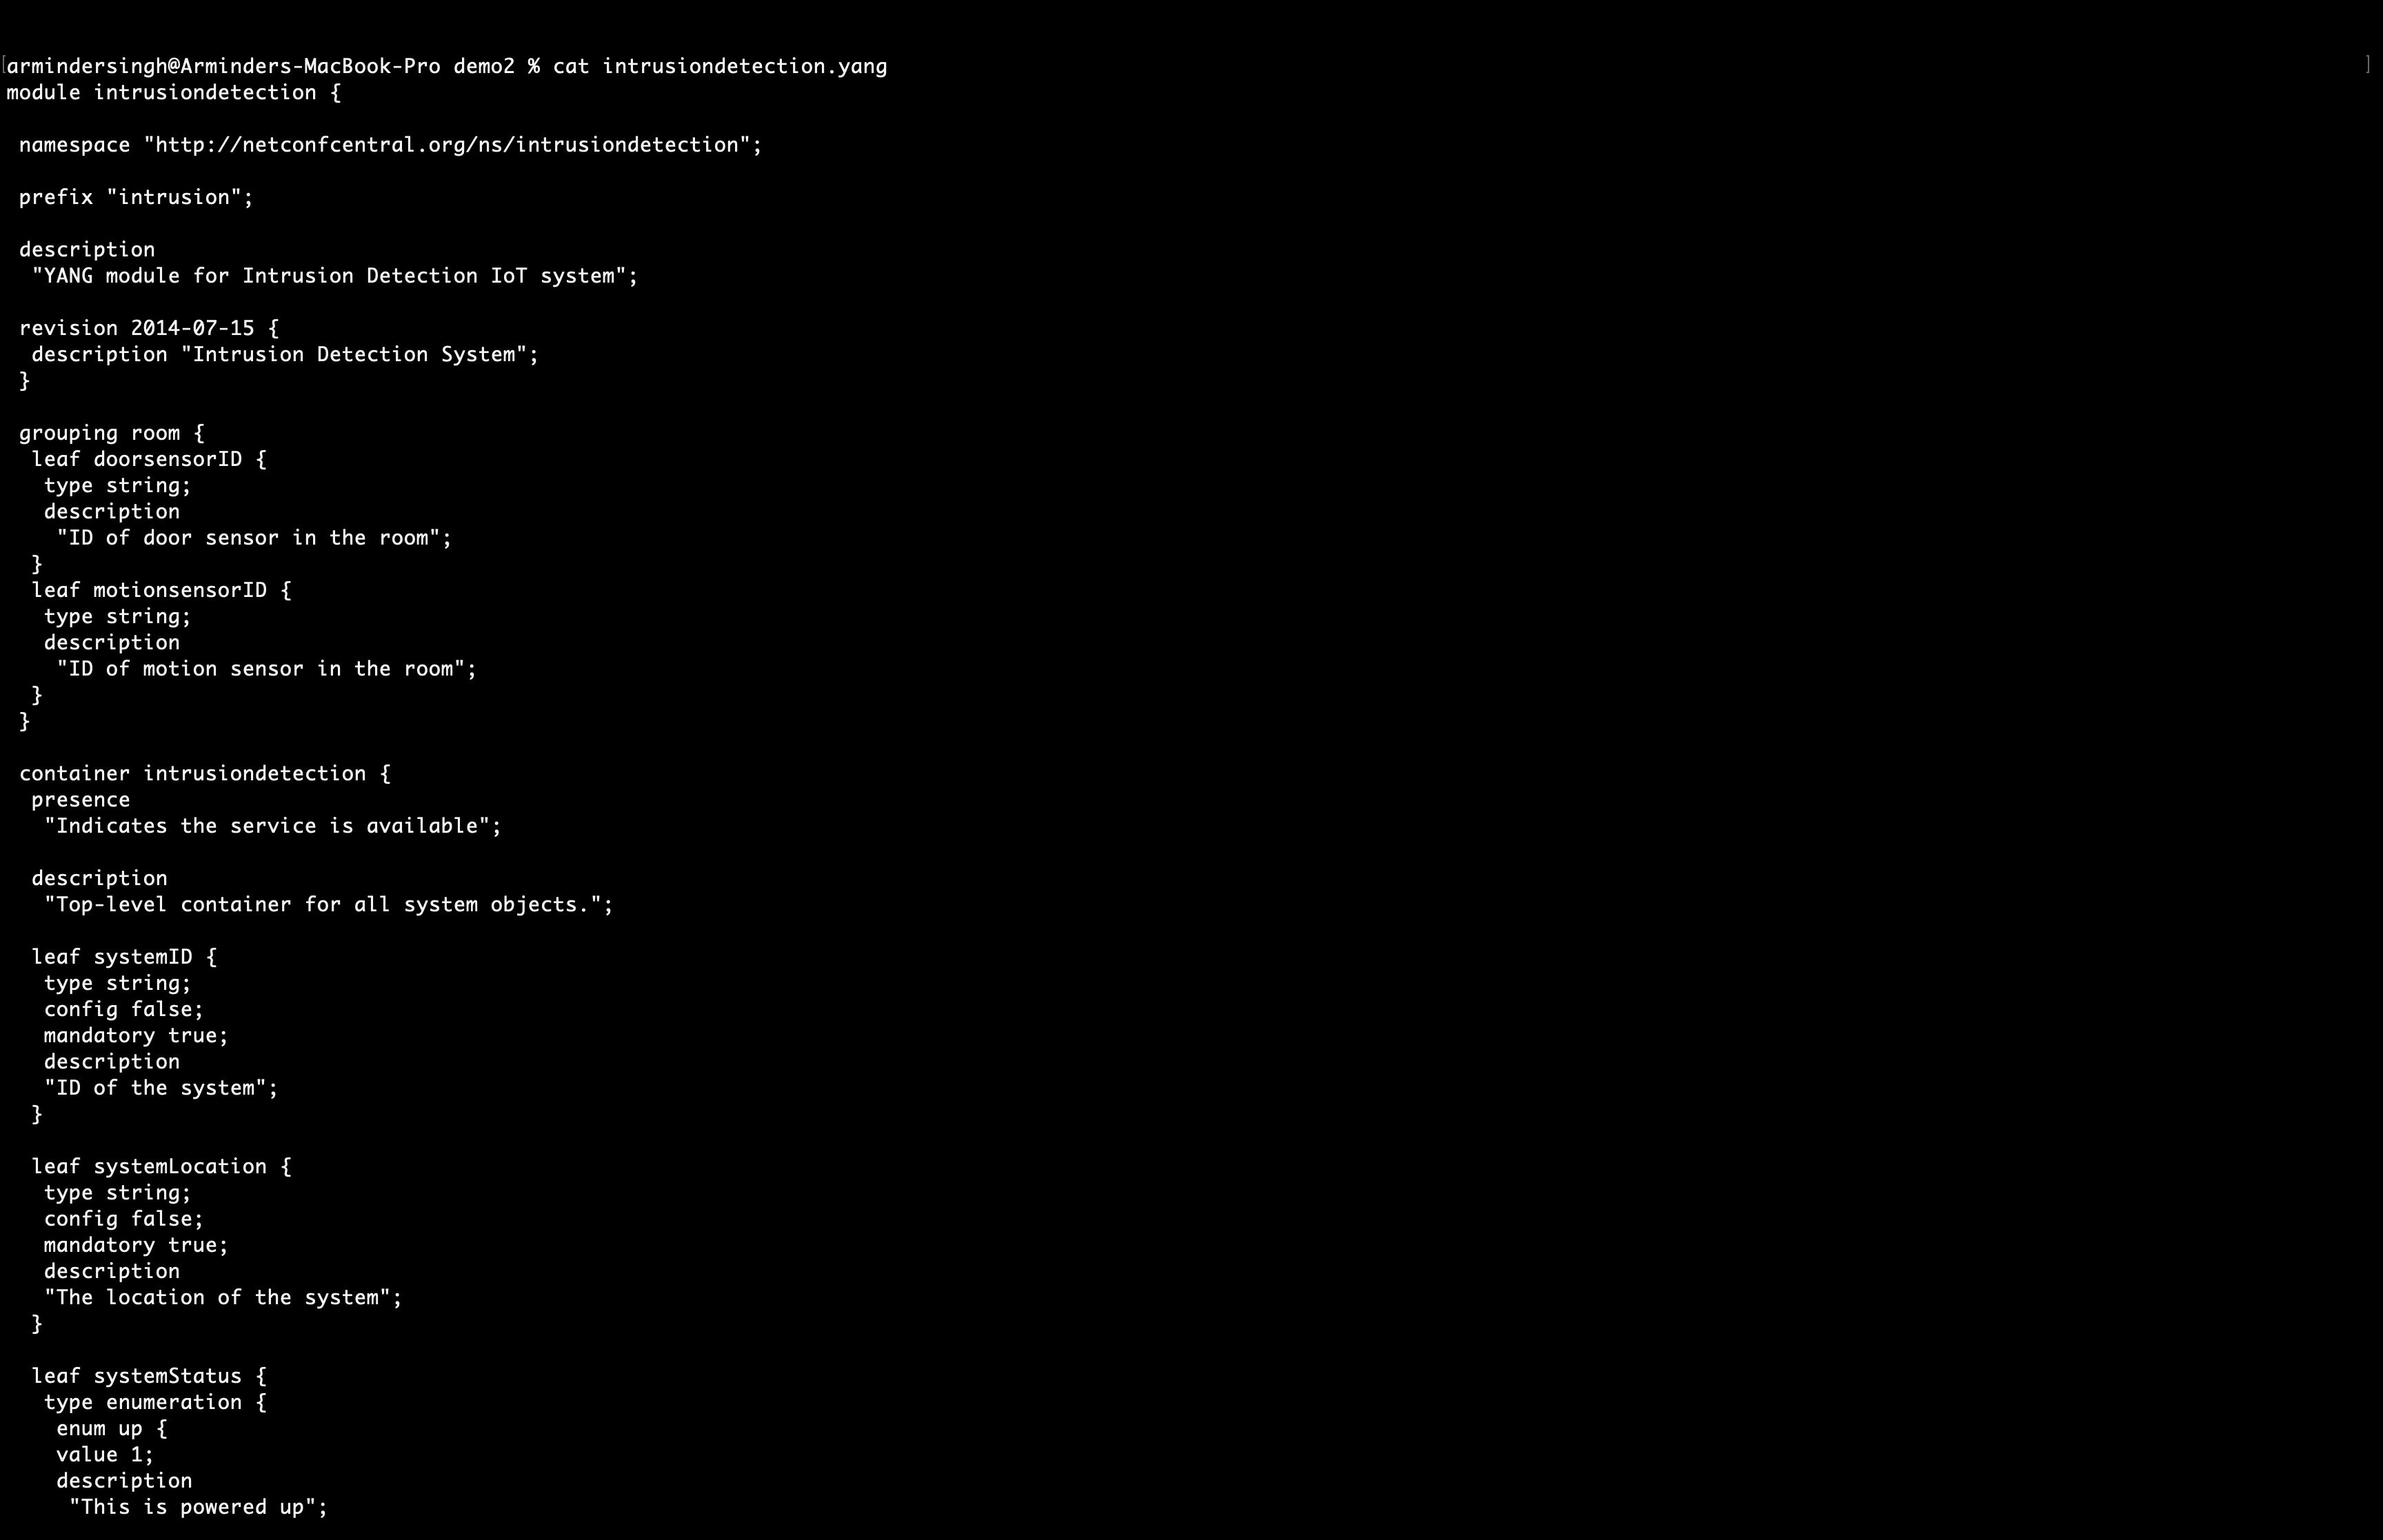 [armindersingh@Arminders-MacBook-Pro demo2 % cat intrusiondetection.yang ]
module intrusiondetection {
namespace "http://netconfcentral.org/ns/intrusiondetection";
prefix "intrusion";
description
"YANG module for Intrusion Detection IoT system";
revision 2014-07-15 {
description "Intrusion Detection System";
}
grouping room {
leaf doorsensorID {
type string;
description
"ID of door sensor in the room";
}
leaf motionsensorID {
type string;
description
"ID of motion sensor in the room";
}
}
container intrusiondetection {
presence
"Indicates the service is available";
description
"Top-level container for all system objects.";
leaf systemID {
type string;
config false;
mandatory true;
description
"ID of the system";
}
leaf systemLocation {
type string;
config false;
mandatory true;
description
"The location of the system";
}
leaf systemStatus {
type enumeration {
enum up {
value 1;
description
"This is powered up";